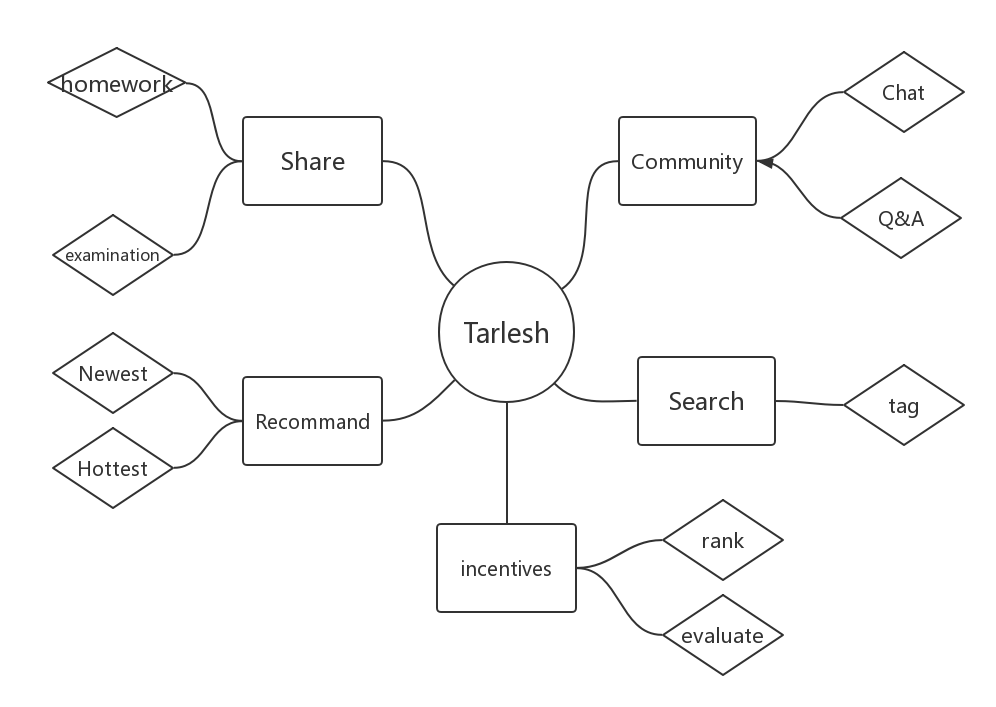 homework
Share
examination
Community
Chat
Q&A
Tarlesh
Newest
Recommand
Hottest
Search
tag
incentives
rank
evaluate